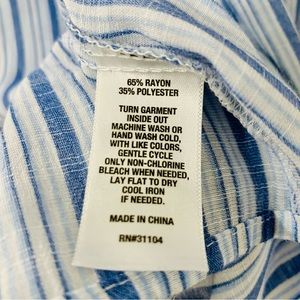 65% RAYON
35% POLYESTER
TURN GARMENT
INSIDE OUT
MACHINE WASH OR
HAND WASH COLD,
WITH LIKE COLORS,
GENTLE CYCLE
ONLY NON-CHLORINE
BLEACH WHEN NEEDED,
LAY FLAT TO DRY
COOL IRON
IF NEEDED.
MADE IN CHINA
RN#31104